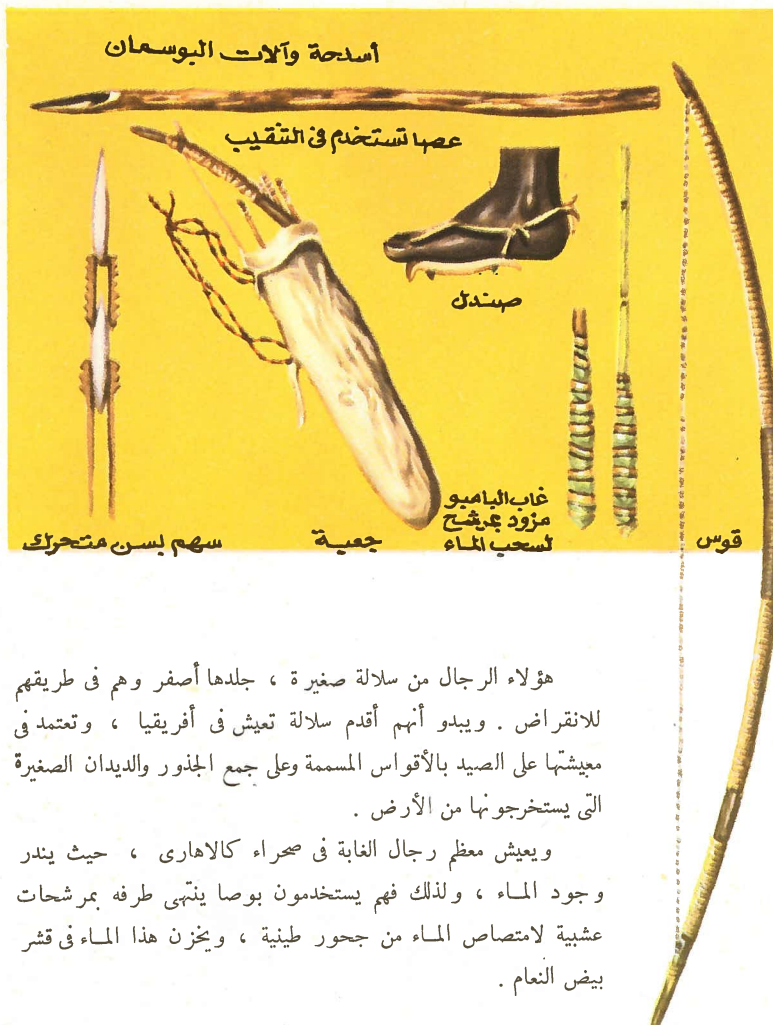 أسلحة وآلات البوسمان
عصا تستخدم فى التنقيب
صندل
غاب البامبو
مزود بمرشح
لسحب الماء
قوس
جعبة
سهم بسن متحرك
هؤلاء الرجال من سلالة صغيرة ، جلدها أصفر وهم فى طريقهم
للانقراض . ويبدو أنهم أقدم سلالة تعيش فى أفريقيا ، وتعتمد فى
معيشتها على الصيد بالأقواس المسممة وعلى جمع الجذور والديدان الصغيرة
التى يستخرجونها من الأرض .
ويعيش معظم رجال الغابة فى صحراء كالاهارى ، حيث يندر
وجود المـاء ، ولذلك فهم يستخدمون بوصا ينتهى طرفه بمرشحات
عشبية لامتصاص المـاء من جحور طينية ، ويخزن هذا المـاء فى قشر
بيض النعام .